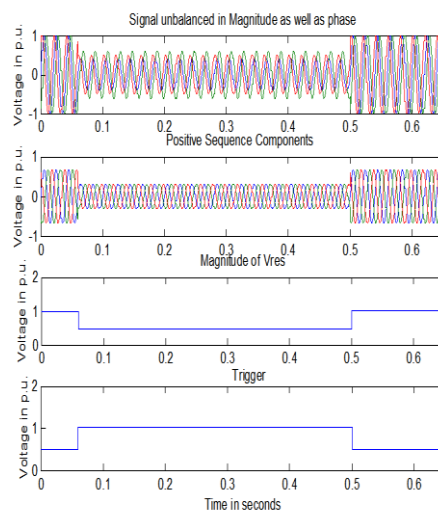 Signal unbalanced in Magnitude as well as phase
Voltage in p.u.
1
0
-1
0 0.1 0.2 0.3 0.4 0.5 0.6
Positive Sequence Components
Voltage in p.u.
1
0
-1
0 0.1 0.2 0.3 0.4 0.5 0.6
Magnitude of Vres
Voltage in p.u.
2
1
0
0 0.1 0.2 0.3 0.4 0.5 0.6
Trigger
Voltage in p.u.
2
1
0
0 0.1 0.2 0.3 0.4 0.5 0.6
Time in seconds